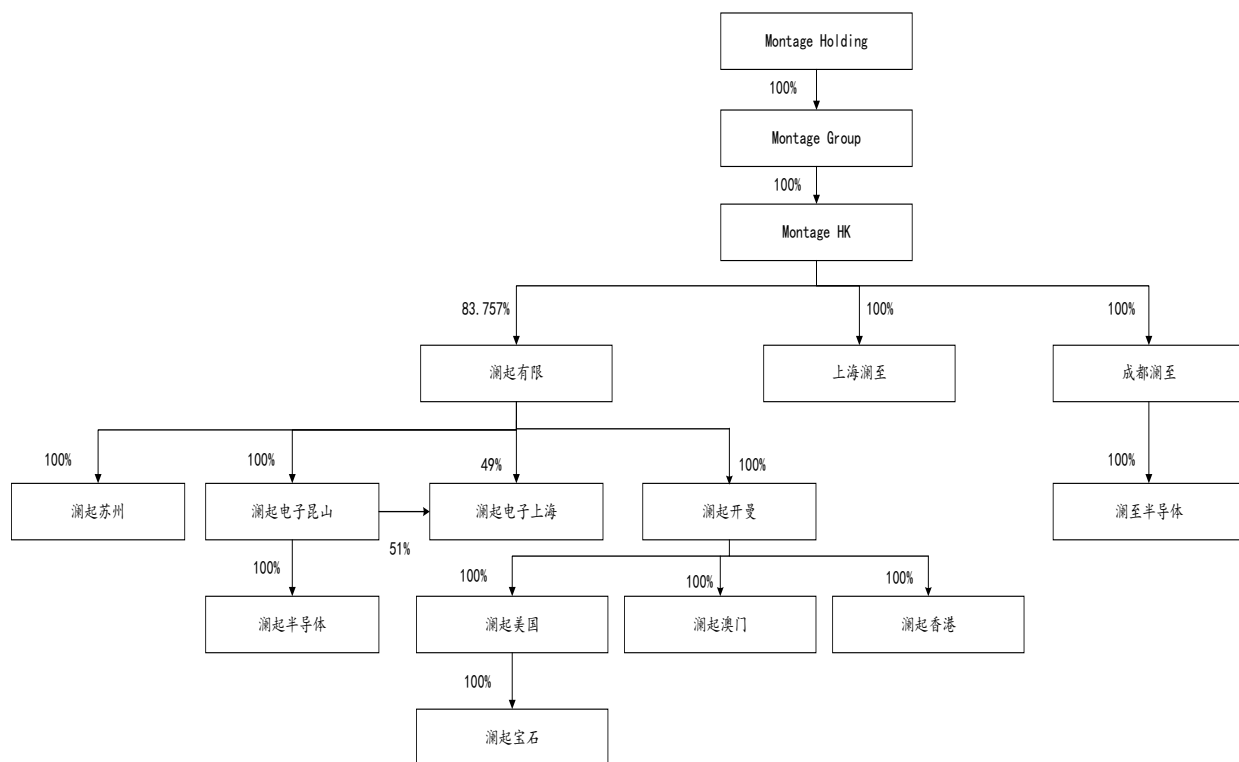 Montage Holding
100%
Montage Group
100%
Montage HK
83.757%
100%
100%
澜起有限
上海澜至
成都澜至
100%
100%
49%
100%
100%
澜起苏州
澜起电子昆山
澜起电子上海
澜起开曼
澜至半导体
51%
100%
100%
100%
100%
澜起半导体
澜起美国
澜起澳门
澜起香港
100%
澜起宝石